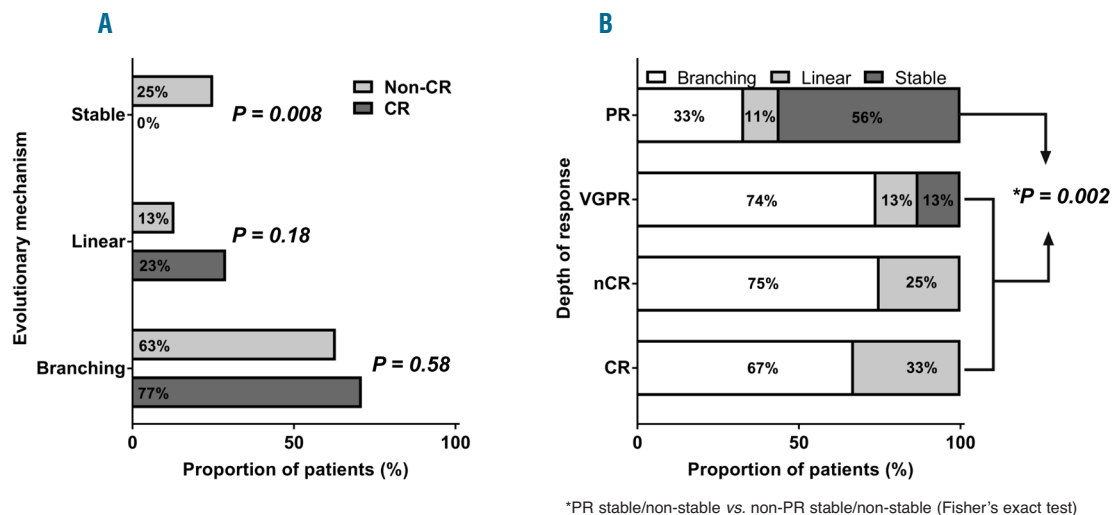 A
Evolutionary mechanism
Stable
25%
0%
P = 0.008
Non-CR
CR
Linear
13%
23%
P = 0.18
Branching
63%
77%
P = 0.58
0 50 100
Proportion of patients (%)
B
Depth of response
Branching Linear Stable
PR 33% 11% 56%
VGPR 74% 13% 13%
*P = 0.002
nCR 75% 25%
CR 67% 33%
0 50 100
Proportion of patients (%)
*PR stable/non-stable vs. non-PR stable/non-stable (Fisher's exact test)